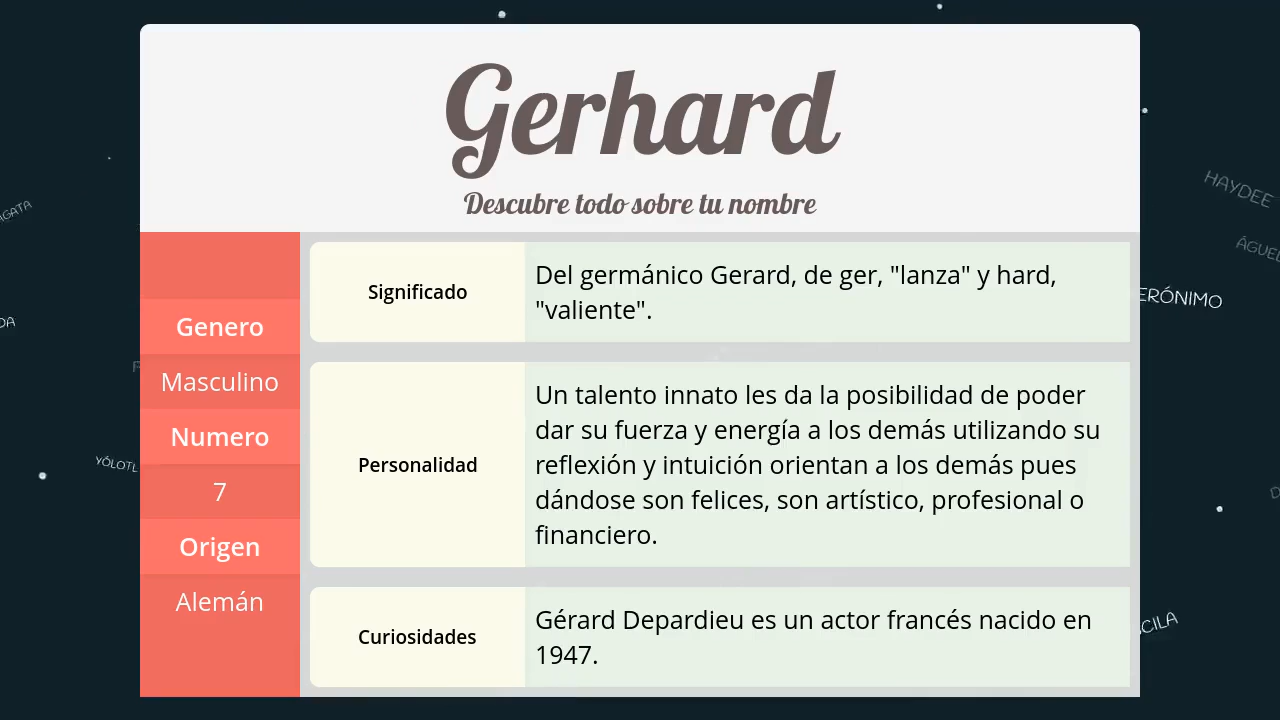 Gerhard
Descubre todo sobre tu nombre
Genero
Masculino
Numero
7
Origen
Alemán
Significado
Del germánico Gerard, de ger, "lanza" y hard,
"valiente".
Personalidad
Un talento innato les da la posibilidad de poder
dar su fuerza y energía a los demás utilizando su
reflexión y intuición orientan a los demás pues
dándose son felices, son artístico, profesional o
financiero.
Curiosidades
Gérard Depardieu es un actor francés nacido en
1947.
HAYDEE
ERÓNIMO
YÓLOTL